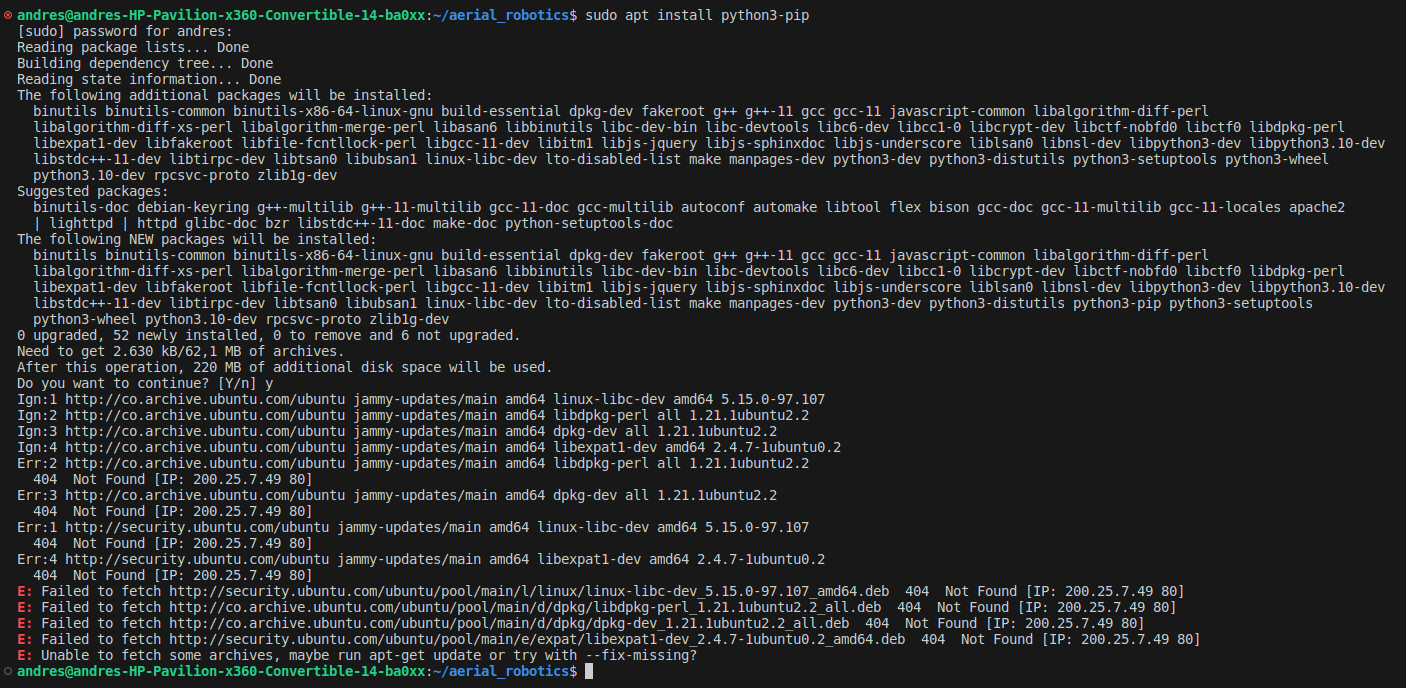 andres@andres-HP-Pavilion-x360-Convertible-14-ba0xx:~/aerial_robotics$ sudo apt install python3-pip
[sudo] password for andres:
Reading package lists... Done
Building dependency tree... Done
Reading state information... Done
The following additional packages will be installed:
  binutils binutils-common binutils-x86-64-linux-gnu build-essential dpkg-dev fakeroot g++ g++-11 gcc gcc-11 javascript-common libalgorithm-diff-perl
  libalgorithm-diff-xs-perl libalgorithm-merge-perl libasan6 libbinutils libc-dev-bin libc-devtools libc6-dev libcc1-0 libcrypt-dev libctf-nobfd0 libctf0 libdpkg-perl
  libexpat1-dev libfakeroot libfile-fcntllock-perl libgcc-11-dev libitm1 libjs-jquery libjs-sphinxdoc libjs-underscore liblsan0 libnsl-dev libpython3-dev libpython3.10-dev
  libstdc++-11-dev libtirpc-dev libtsan0 libubsan1 linux-libc-dev lto-disabled-list make manpages-dev python3-dev python3-distutils python3-setuptools python3-wheel
  python3.10-dev rpcsvc-proto zlib1g-dev
Suggested packages:
  binutils-doc debian-keyring g++-multilib g++-11-multilib gcc-11-doc gcc-multilib autoconf automake libtool flex bison gcc-doc gcc-11-multilib gcc-11-locales apache2
  | lighttpd | httpd glibc-doc bzr libstdc++-11-doc make-doc python-setuptools-doc
The following NEW packages will be installed:
  binutils binutils-common binutils-x86-64-linux-gnu build-essential dpkg-dev fakeroot g++ g++-11 gcc gcc-11 javascript-common libalgorithm-diff-perl
  libalgorithm-diff-xs-perl libalgorithm-merge-perl libasan6 libbinutils libc-dev-bin libc-devtools libc6-dev libcc1-0 libcrypt-dev libctf-nobfd0 libctf0 libdpkg-perl
  libexpat1-dev libfakeroot libfile-fcntllock-perl libgcc-11-dev libitm1 libjs-jquery libjs-sphinxdoc libjs-underscore liblsan0 libnsl-dev libpython3-dev libpython3.10-dev
  libstdc++-11-dev libtirpc-dev libtsan0 libubsan1 linux-libc-dev lto-disabled-list make manpages-dev python3-dev python3-distutils python3-pip python3-setuptools
  python3-wheel python3.10-dev rpcsvc-proto zlib1g-dev
0 upgraded, 52 newly installed, 0 to remove and 6 not upgraded.
Need to get 2.630 kB/62,1 MB of archives.
After this operation, 220 MB of additional disk space will be used.
Do you want to continue? [Y/n] y
Ign:1 http://co.archive.ubuntu.com/ubuntu jammy-updates/main amd64 linux-libc-dev amd64 5.15.0-97.107
Ign:2 http://co.archive.ubuntu.com/ubuntu jammy-updates/main amd64 libdpkg-perl all 1.21.1ubuntu2.2
Ign:3 http://co.archive.ubuntu.com/ubuntu jammy-updates/main amd64 dpkg-dev all 1.21.1ubuntu2.2
Ign:4 http://co.archive.ubuntu.com/ubuntu jammy-updates/main amd64 libexpat1-dev amd64 2.4.7-1ubuntu0.2
Err:2 http://co.archive.ubuntu.com/ubuntu jammy-updates/main amd64 libdpkg-perl all 1.21.1ubuntu2.2
  404  Not Found [IP: 200.25.7.49 80]
Err:3 http://co.archive.ubuntu.com/ubuntu jammy-updates/main amd64 dpkg-dev all 1.21.1ubuntu2.2
  404  Not Found [IP: 200.25.7.49 80]
Err:1 http://security.ubuntu.com/ubuntu jammy-updates/main amd64 linux-libc-dev amd64 5.15.0-97.107
  404  Not Found [IP: 200.25.7.49 80]
Err:4 http://security.ubuntu.com/ubuntu jammy-updates/main amd64 libexpat1-dev amd64 2.4.7-1ubuntu0.2
  404  Not Found [IP: 200.25.7.49 80]
E: Failed to fetch http://security.ubuntu.com/ubuntu/pool/main/l/linux/linux-libc-dev_5.15.0-97.107_amd64.deb  404  Not Found [IP: 200.25.7.49 80]
E: Failed to fetch http://co.archive.ubuntu.com/ubuntu/pool/main/d/dpkg/libdpkg-perl_1.21.1ubuntu2.2_all.deb  404  Not Found [IP: 200.25.7.49 80]
E: Failed to fetch http://co.archive.ubuntu.com/ubuntu/pool/main/d/dpkg/dpkg-dev_1.21.1ubuntu2.2_all.deb  404  Not Found [IP: 200.25.7.49 80]
E: Failed to fetch http://security.ubuntu.com/ubuntu/pool/main/e/expat/libexpat1-dev_2.4.7-1ubuntu0.2_amd64.deb  404  Not Found [IP: 200.25.7.49 80]
E: Unable to fetch some archives, maybe run apt-get update or try with --fix-missing?
andres@andres-HP-Pavilion-x360-Convertible-14-ba0xx:~/aerial_robotics$